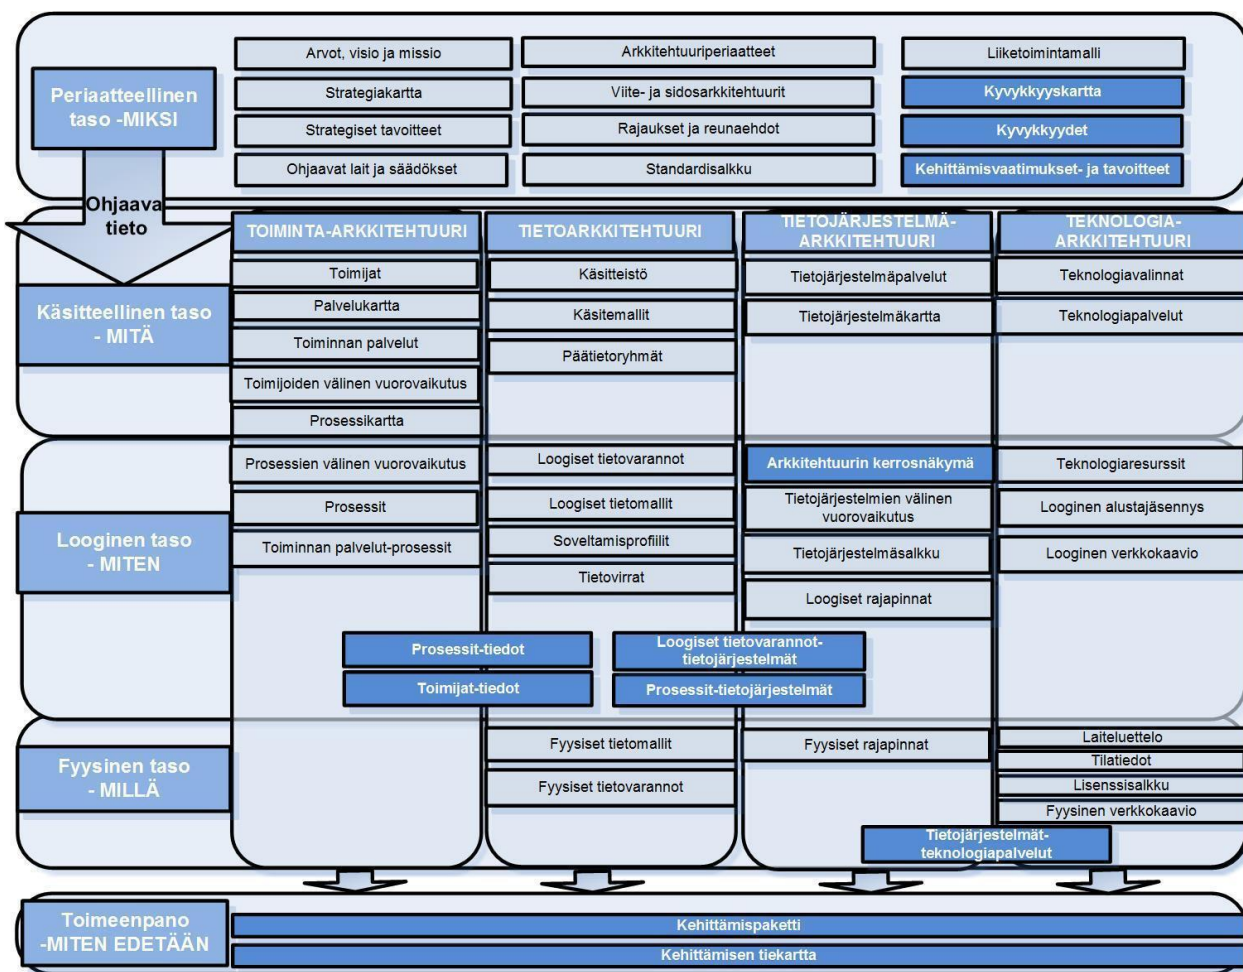 Periaatteellinen
taso -MIKSI
Arvot, visio ja missio
Strategiakartta
Strategiset tavoitteet
Ohjaavat lait ja säädökset
Arkkitehtuuriperiaatteet
Viite- ja sidosarkkitehtuurit
Rajaukset ja reunaehdot
Standardisalkku
Liiketoimintamalli
Kyvykkyyskartta
Kyvykkyydet
Kehittämisvaatimukset- ja tavoitteet
Ohjaava
tieto
TOIMINTA-ARKKITEHTUURI
TIETOARKKITEHTUURI
TIETOJÄRJESTELMÄ-
ARKKITEHTUURI
TEKNOLOGIA-
ARKKITEHTUURI
Käsitteellinen taso
- MITÄ
Toimijat
Palvelukartta
Toiminnan palvelut
Toimijoiden välinen vuorovaikutus
Prosessikartta
Käsitteistö
Käsitemallit
Päätietoryhmät
Tietojärjestelmäpalvelut
Tietojärjestelmäkartta
Teknologiavalinnat
Teknologiapalvelut
Looginen taso
- MITEN
Prosessien välinen vuorovaikutus
Prosessit
Toiminnan palvelut-prosessit
Loogiset tietovarannot
Loogiset tietomallit
Soveltamisprofiilit
Tietovirrat
Arkkitehtuurin kerrosnäkymä
Tietojärjestelmien välinen
vuorovaikutus
Tietojärjestelmäsalkku
Loogiset rajapinnat
Teknologiaresurssit
Looginen alustajäsennys
Looginen verkkokaavio
Prosessit-tiedot
Toimijat-tiedot
Loogiset tietovarannot-
tietojärjestelmät
Prosessit-tietojärjestelmät
Fyysinen taso
- MILLÄ
Fyysiset tietomallit
Fyysiset tietovarannot
Fyysiset rajapinnat
Laiteluettelo
Tilatiedot
Lisenssisalkku
Fyysinen verkkokaavio
Tietojärjestelmät-
teknologiapalvelut
Toimeenpano
-MITEN EDETÄÄN
Kehittämispaketti
Kehittämisen tiekartta